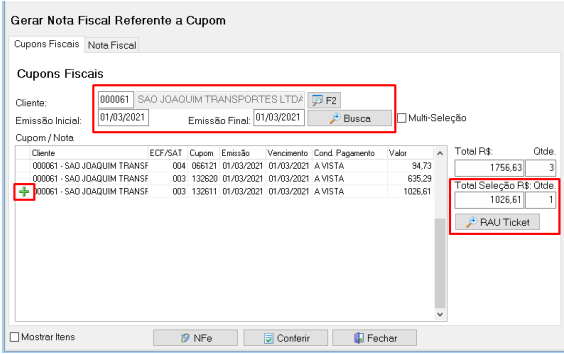 Gerar Nota Fiscal Referente a Cupom
Cupons Fiscais Nota Fiscal
Cupons Fiscais
Cliente: 000061 SAO JOAQUIM TRANSPORTES LTDA F2
Emissão Inicial: 01/03/2021 Emissão Final: 01/03/2021 Busca Multi-Seleção
Cupom / Nota
Cliente ECF/SAT Cupom Emissão Vencimento Cond. Pagamento Valor
000061 - SAO JOAQUIM TRANSF 004 066121 01/03/2021 01/03/2021 A VISTA 94,73
000061 - SAO JOAQUIM TRANSF 003 132620 01/03/2021 01/03/2021 A VISTA 635,29
000061 - SAO JOAQUIM TRANSF 003 132611 01/03/2021 01/03/2021 A VISTA 1026,61
Total R$: Qtde.
1756,63 3
Total Seleção R$: Qtde.
1026,61 1
RAU Ticket
Mostrar Itens NFe Conferir Fechar